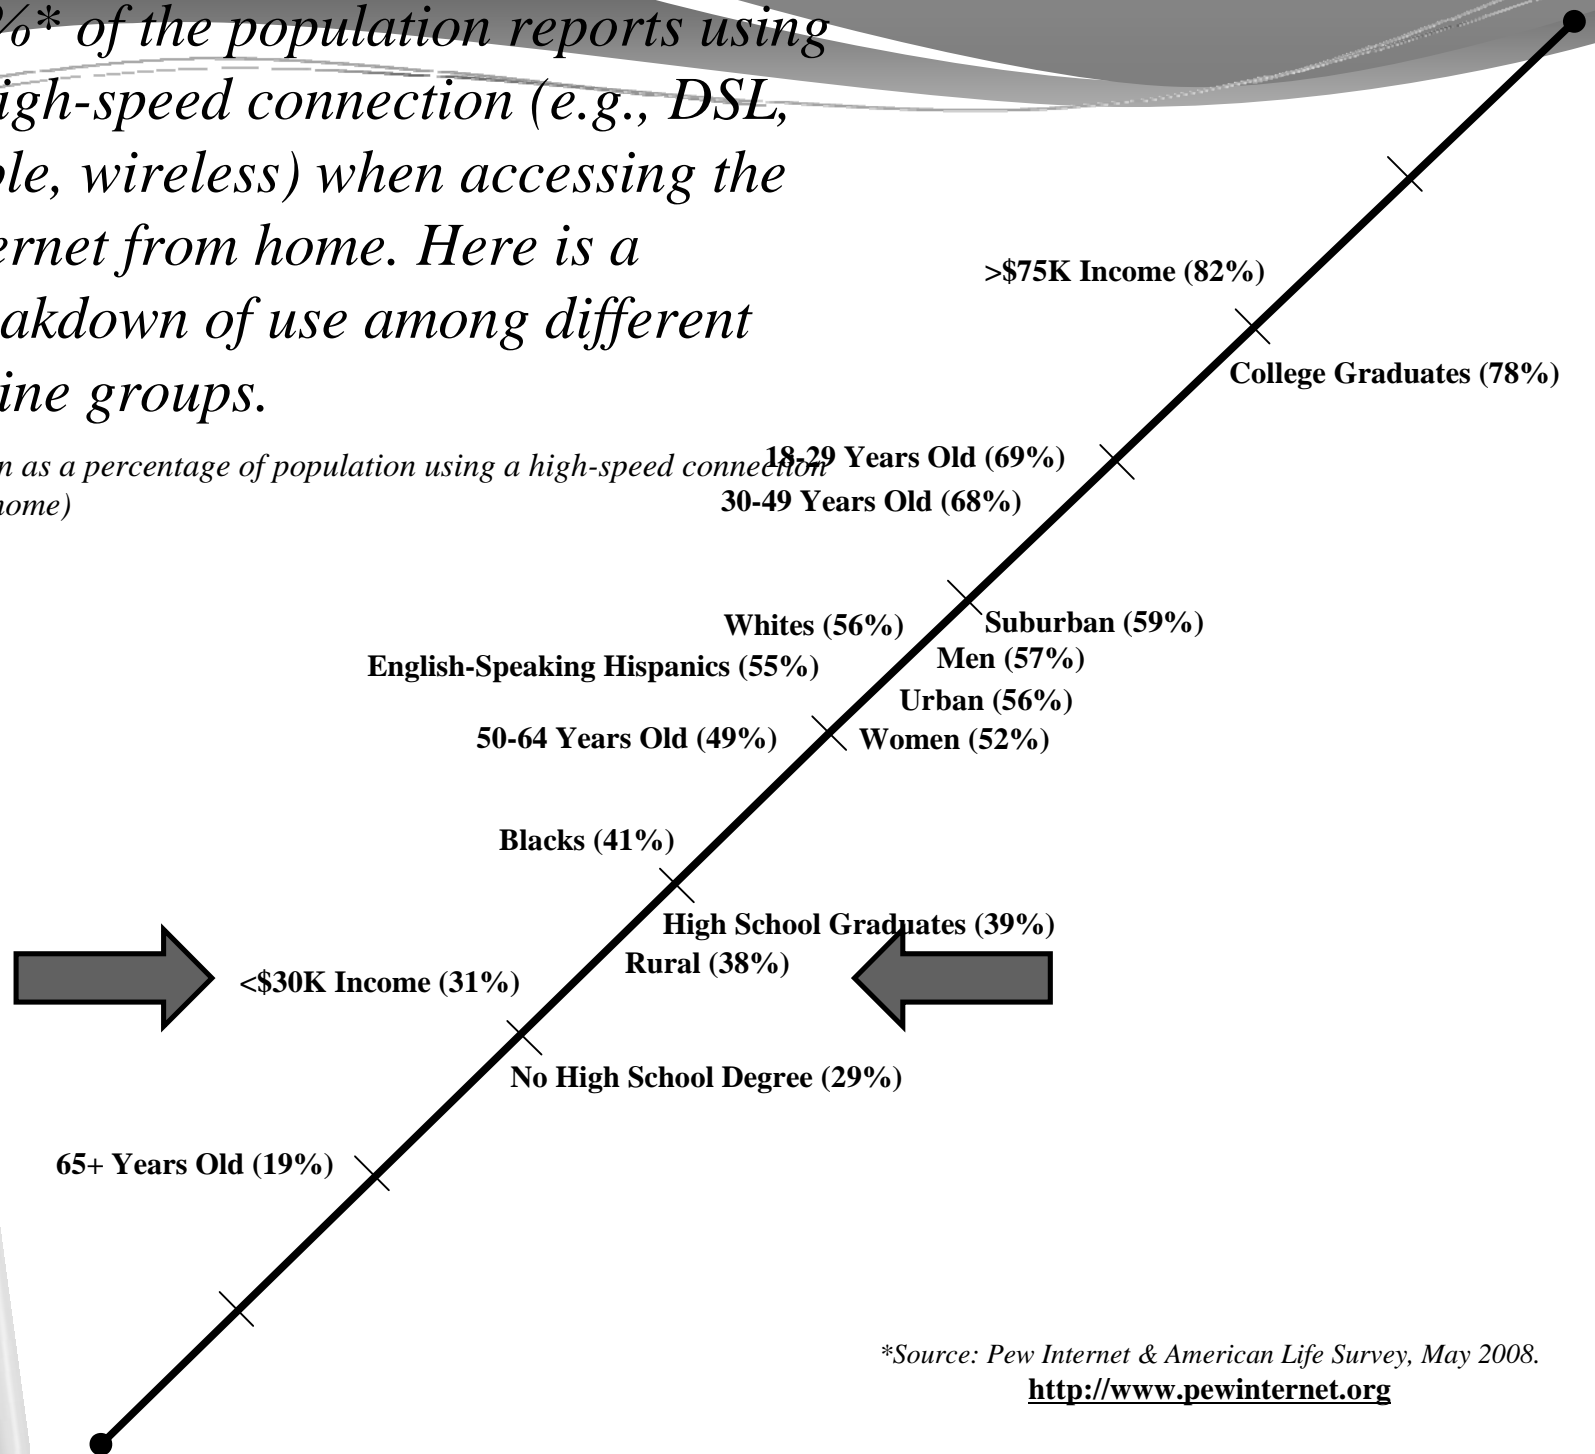 %* of the population reports using
igh-speed connection (e.g., DSL,
ble, wireless) when accessing the
ernet from home. Here is a
akdown of use among different
ine groups.
n as a percentage of population using a high-speed connection
home)
>$75K Income (82%)
College Graduates (78%)
18-29 Years Old (69%)
30-49 Years Old (68%)
Whites (56%)
Suburban (59%)
English-Speaking Hispanics (55%)
Men (57%)
Urban (56%)
50-64 Years Old (49%)
Women (52%)
Blacks (41%)
High School Graduates (39%)
Rural (38%)
<$30K Income (31%)
No High School Degree (29%)
65+ Years Old (19%)
*Source: Pew Internet & American Life Survey, May 2008.
http://www.pewinternet.org